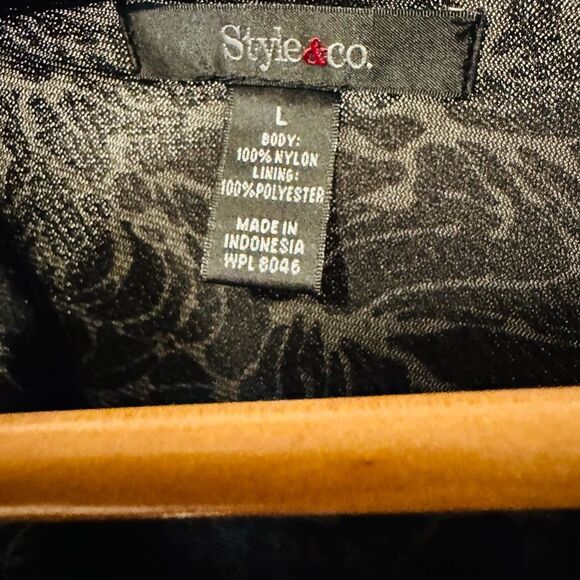 Style&co.
L
BODY:
100% NYLON
LINING:
100%POLYESTER
MADE IN
INDONESIA
WPL 8046